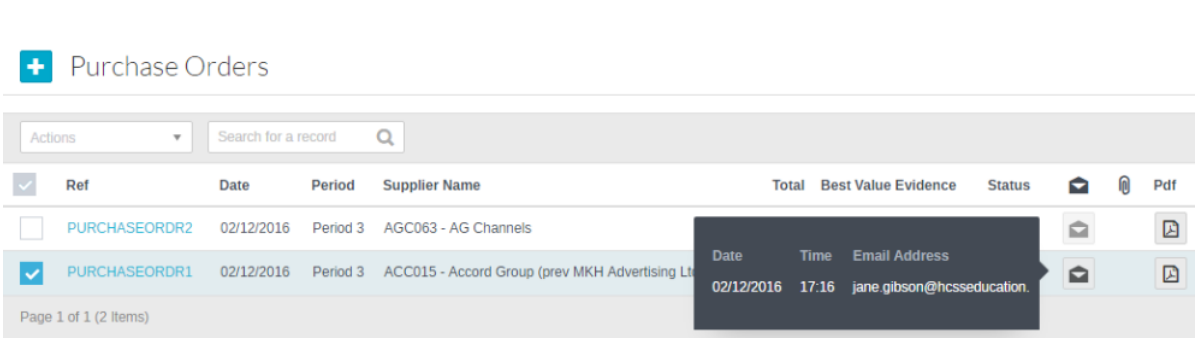 Purchase Orders
Actions Search for a record
Ref Date Period Supplier Name Total Best Value Evidence Status Pdf
PURCHASEORDR2 02/12/2016 Period 3 AGC063 - AG Channels
PURCHASEORDR1 02/12/2016 Period 3 ACC015 - Accord Group (prev MKH Advertising Ltd
Date Time Email Address
02/12/2016 17:16 jane.gibson@hcsseducation.
Page 1 of 1 (2 Items)